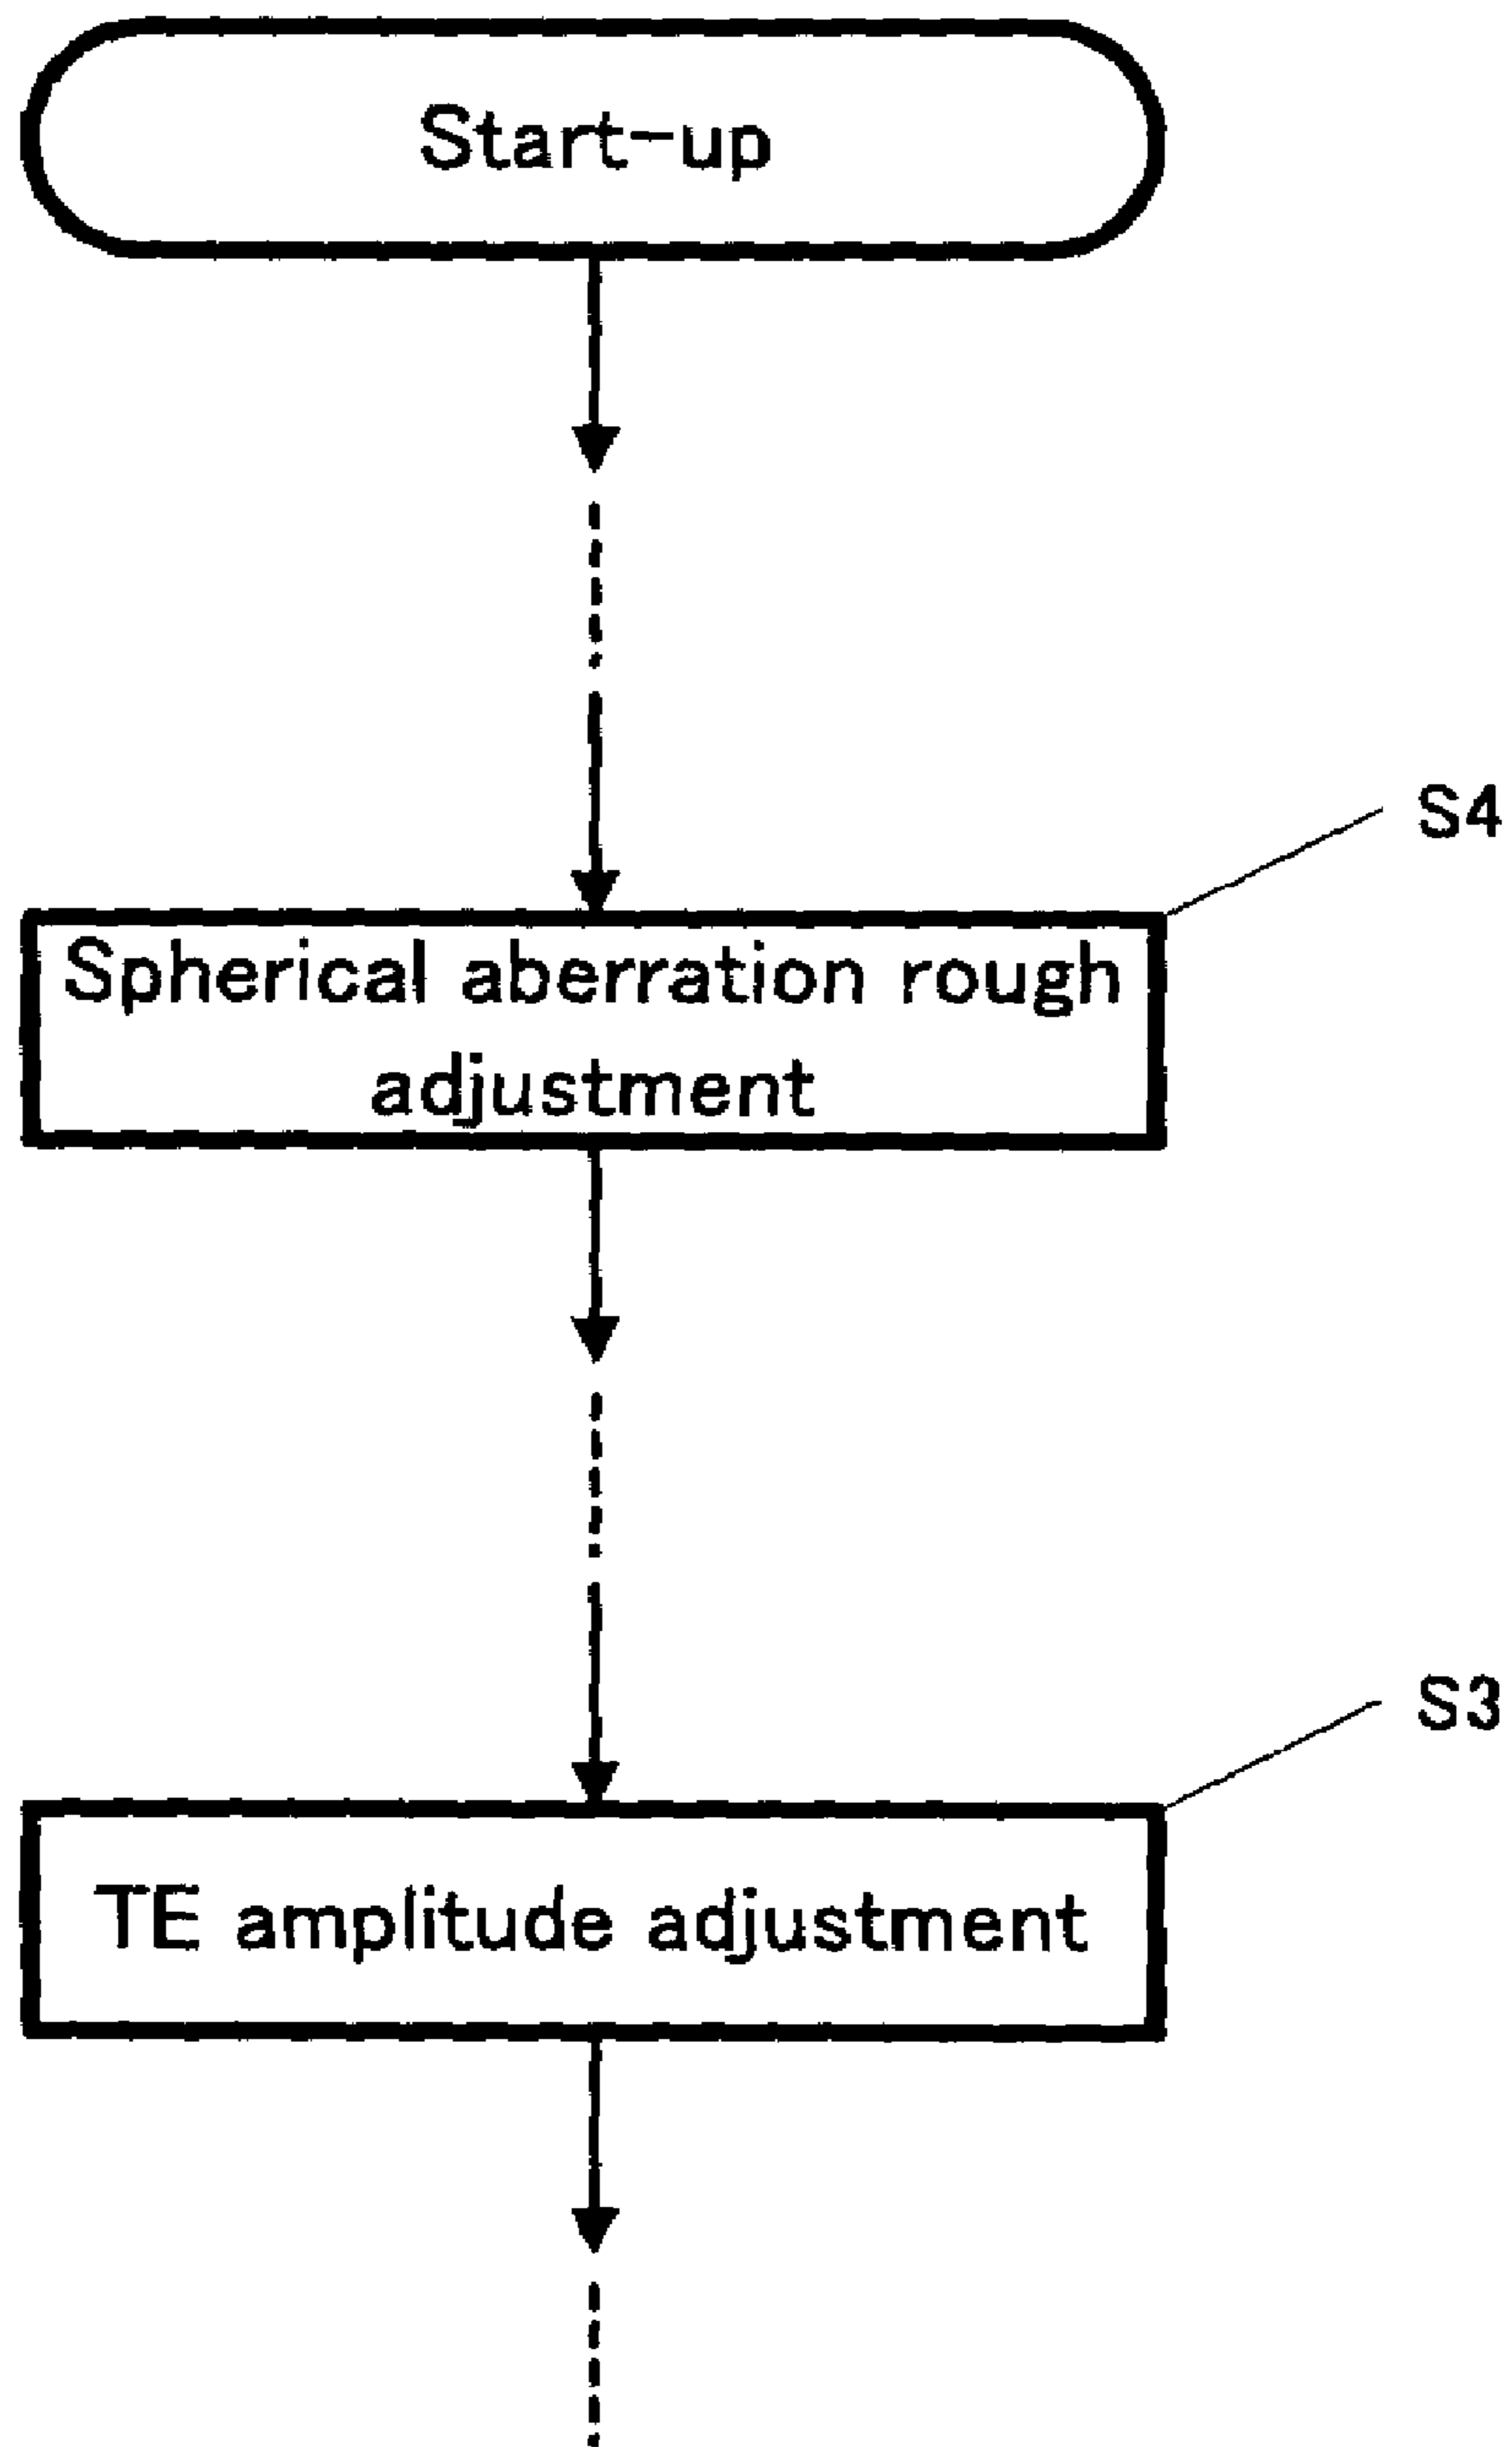 Start-up
S4
Spherical aberration rough
adjustment
S3
TE amplitude adjustment